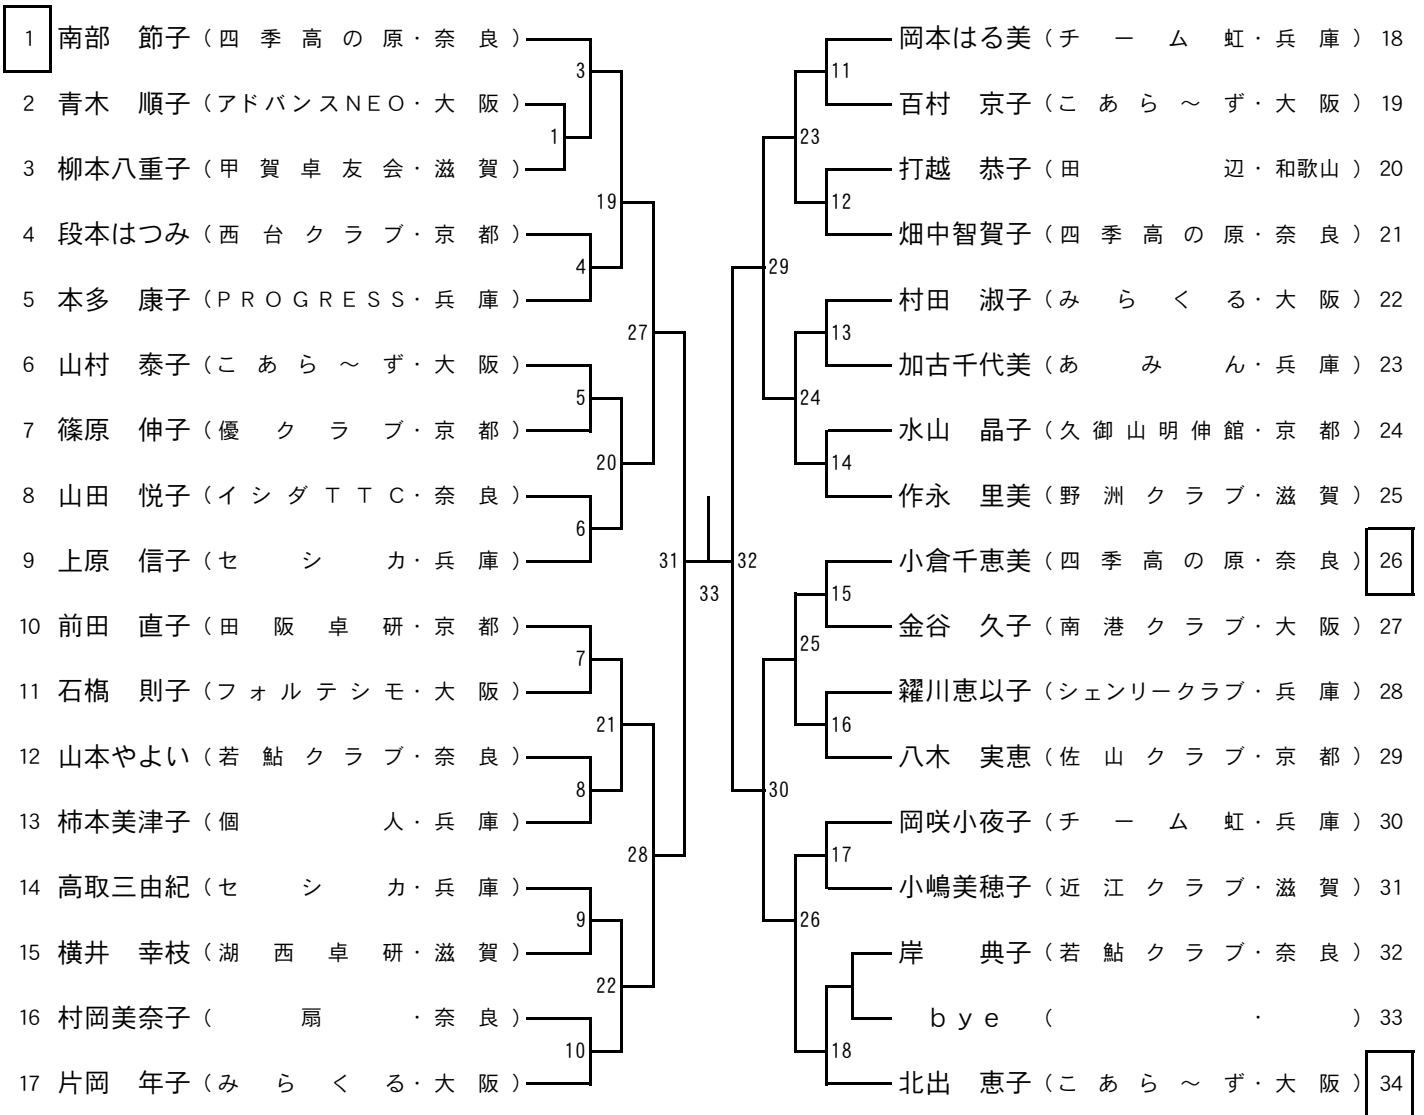 1 南部 節子 (四季高の原・奈良)
2 青木 順子 (アドバンスNEO・大阪)
3 柳本八重子 (甲賀卓友会・滋賀)
4 段本はつみ (西台クラブ・京都)
5 本多 康子 (PROGRESS・兵庫)
6 山村 泰子 (こあら～ず・大阪)
7 篠原 伸子 (優クラブ・京都)
8 山田 悦子 (イシダTTC・奈良)
9 上原 信子 (セシカ・兵庫)
10 前田 直子 (田阪卓研・京都)
11 石橋 則子 (フォルテシモ・大阪)
12 山本やよい (若鮎クラブ・奈良)
13 柿本美津子 (個人・兵庫)
14 高取三由紀 (セシカ・兵庫)
15 横井 幸枝 (湖西卓研・滋賀)
16 村岡美奈子 (扇・奈良)
17 片岡 年子 (みらくる・大阪)
3
1
19
4
27
5
20
6
31
7
21
8
28
9
22
10
33
32
11
23
12
29
13
24
14
15
25
16
30
17
26
18
岡本はる美 (チーム虹・兵庫) 18
百村 京子 (こあら～ず・大阪) 19
打越 恭子 (田辺・和歌山) 20
畑中智賀子 (四季高の原・奈良) 21
村田 淑子 (みらくる・大阪) 22
加古千代美 (あみん・兵庫) 23
水山 晶子 (久御山明伸館・京都) 24
作永 里美 (野洲クラブ・滋賀) 25
小倉千恵美 (四季高の原・奈良) 26
金谷 久子 (南港クラブ・大阪) 27
糶川恵以子 (シェンリークラブ・兵庫) 28
八木 実恵 (佐山クラブ・京都) 29
岡咲小夜子 (チーム虹・兵庫) 30
小嶋美穂子 (近江クラブ・滋賀) 31
岸 典子 (若鮎クラブ・奈良) 32
bye (・) 33
北出 恵子 (こあら～ず・大阪) 34